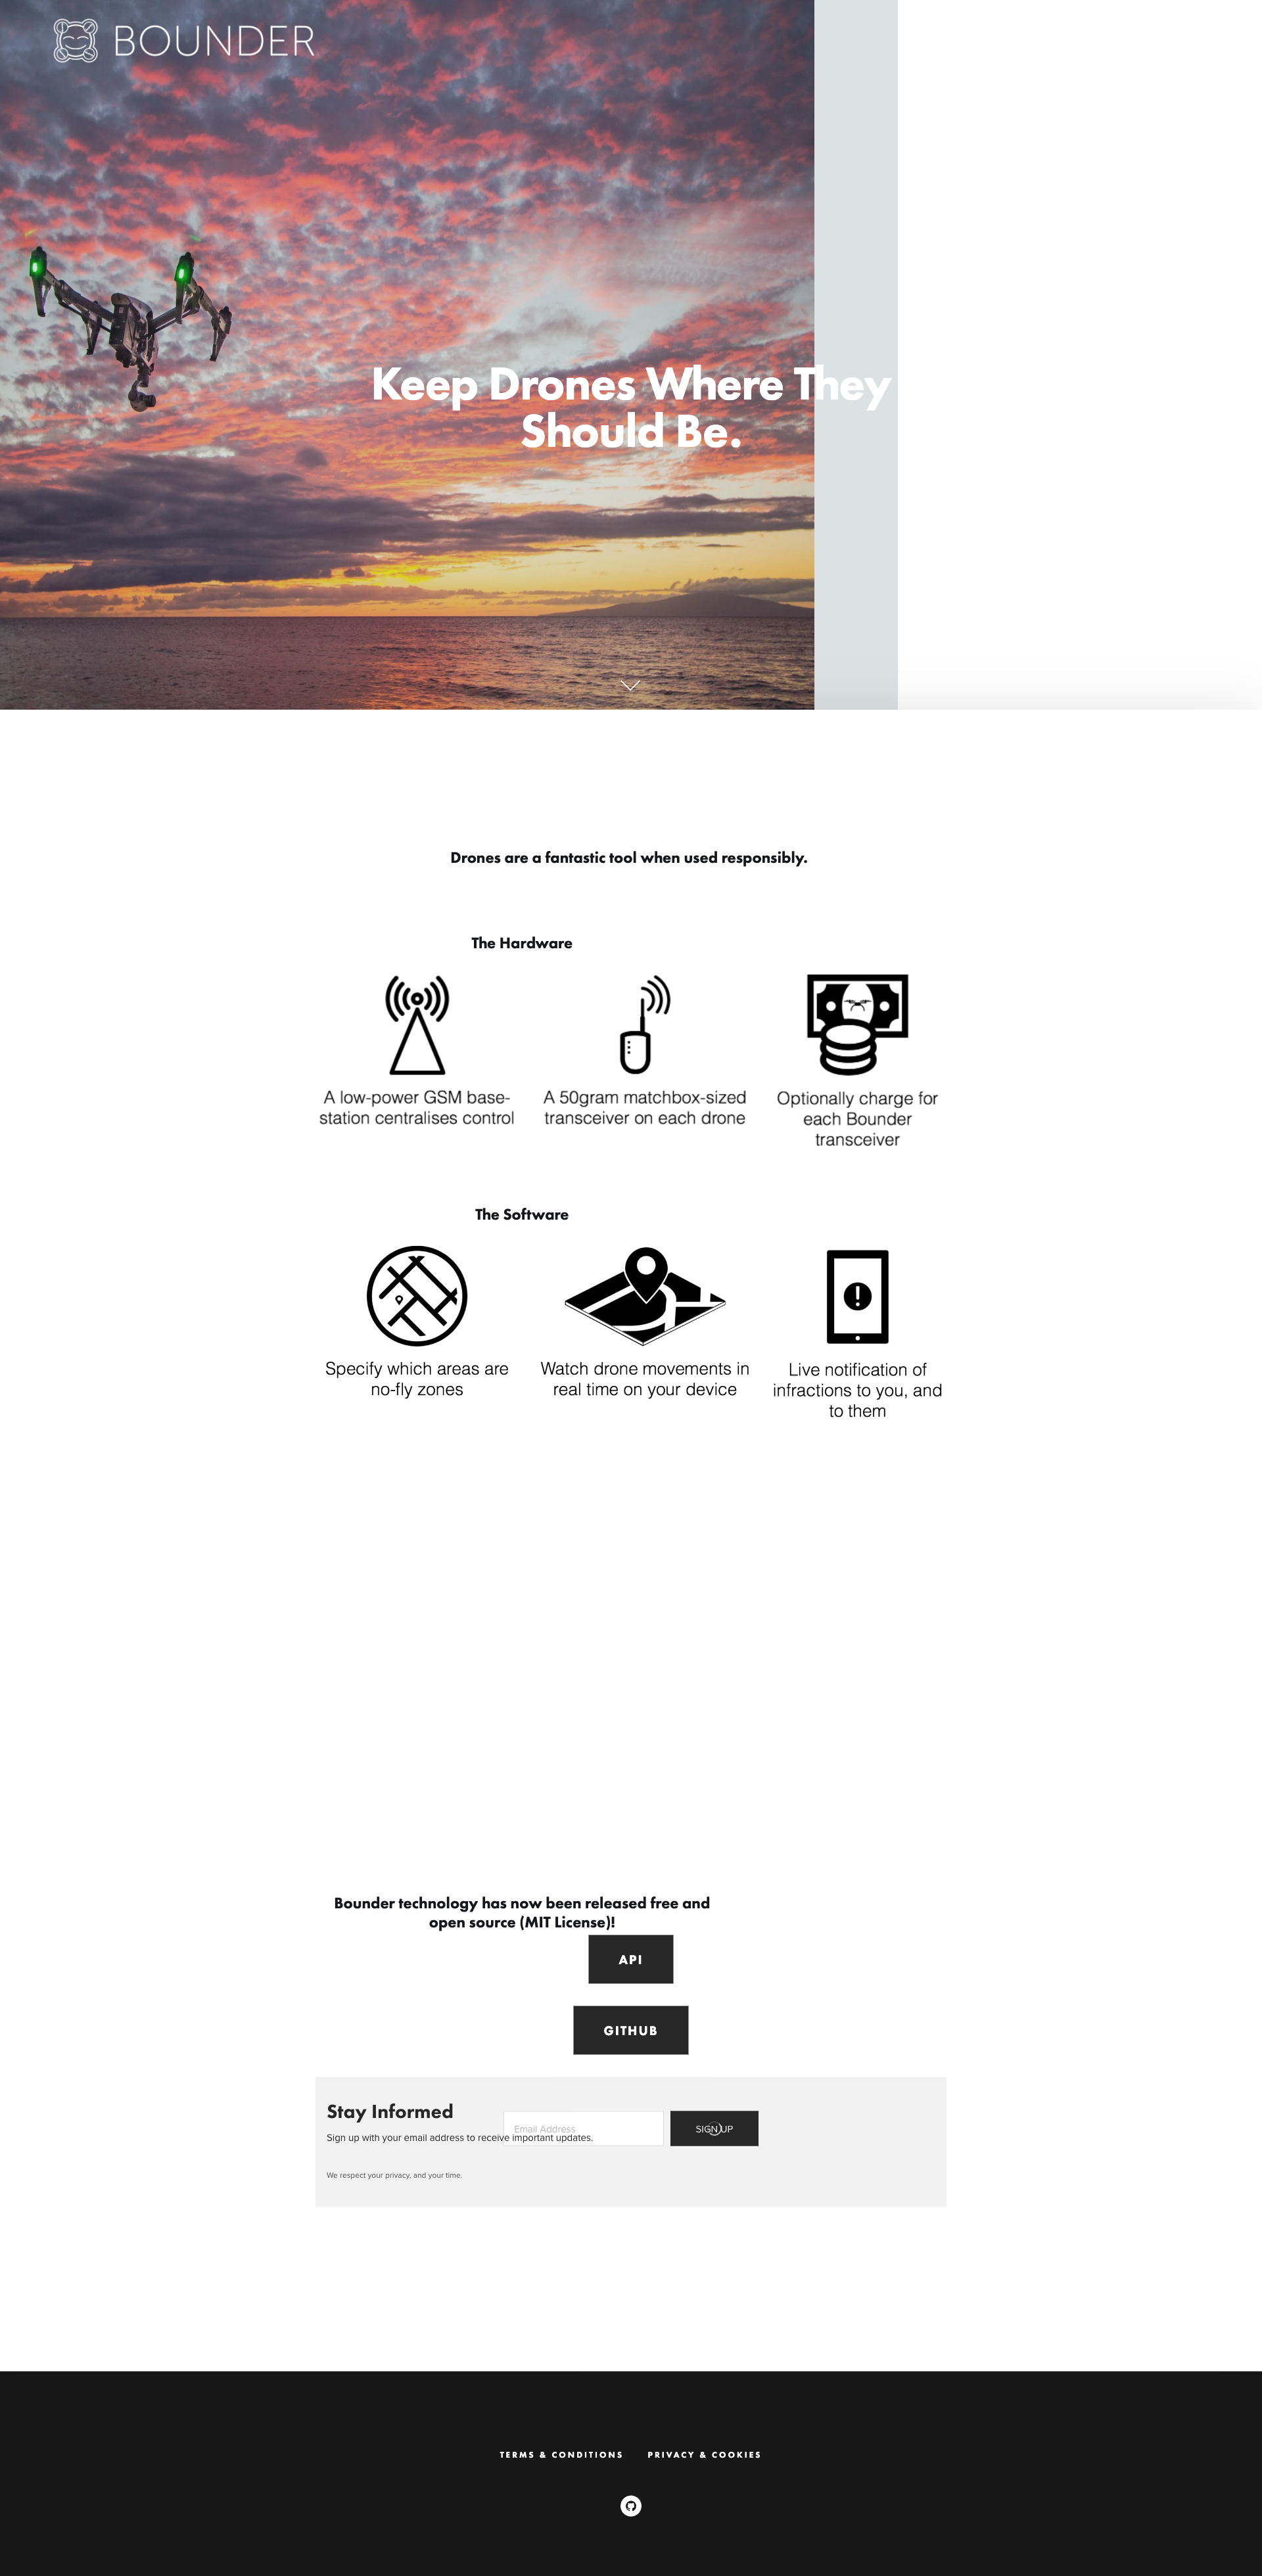 BOUNDER
Keep Drones Where They
Should Be.
Drones are a fantastic tool when used responsibly.
The Hardware
A low-power GSM base-
station centralises control
A 50gram matchbox-sized
transceiver on each drone
Optionally charge for
each Bounder
transceiver
The Software
Specify which areas are
no-fly zones
Watch drone movements in
real time on your device
Live notification of
infractions to you, and
to them
Bounder technology has now been released free and
open source (MIT License)!
API
GITHUB
Stay Informed
Email Address
SIGN UP
Sign up with your email address to receive important updates.
We respect your privacy, and your time.
TERMS & CONDITIONS PRIVACY & COOKIES